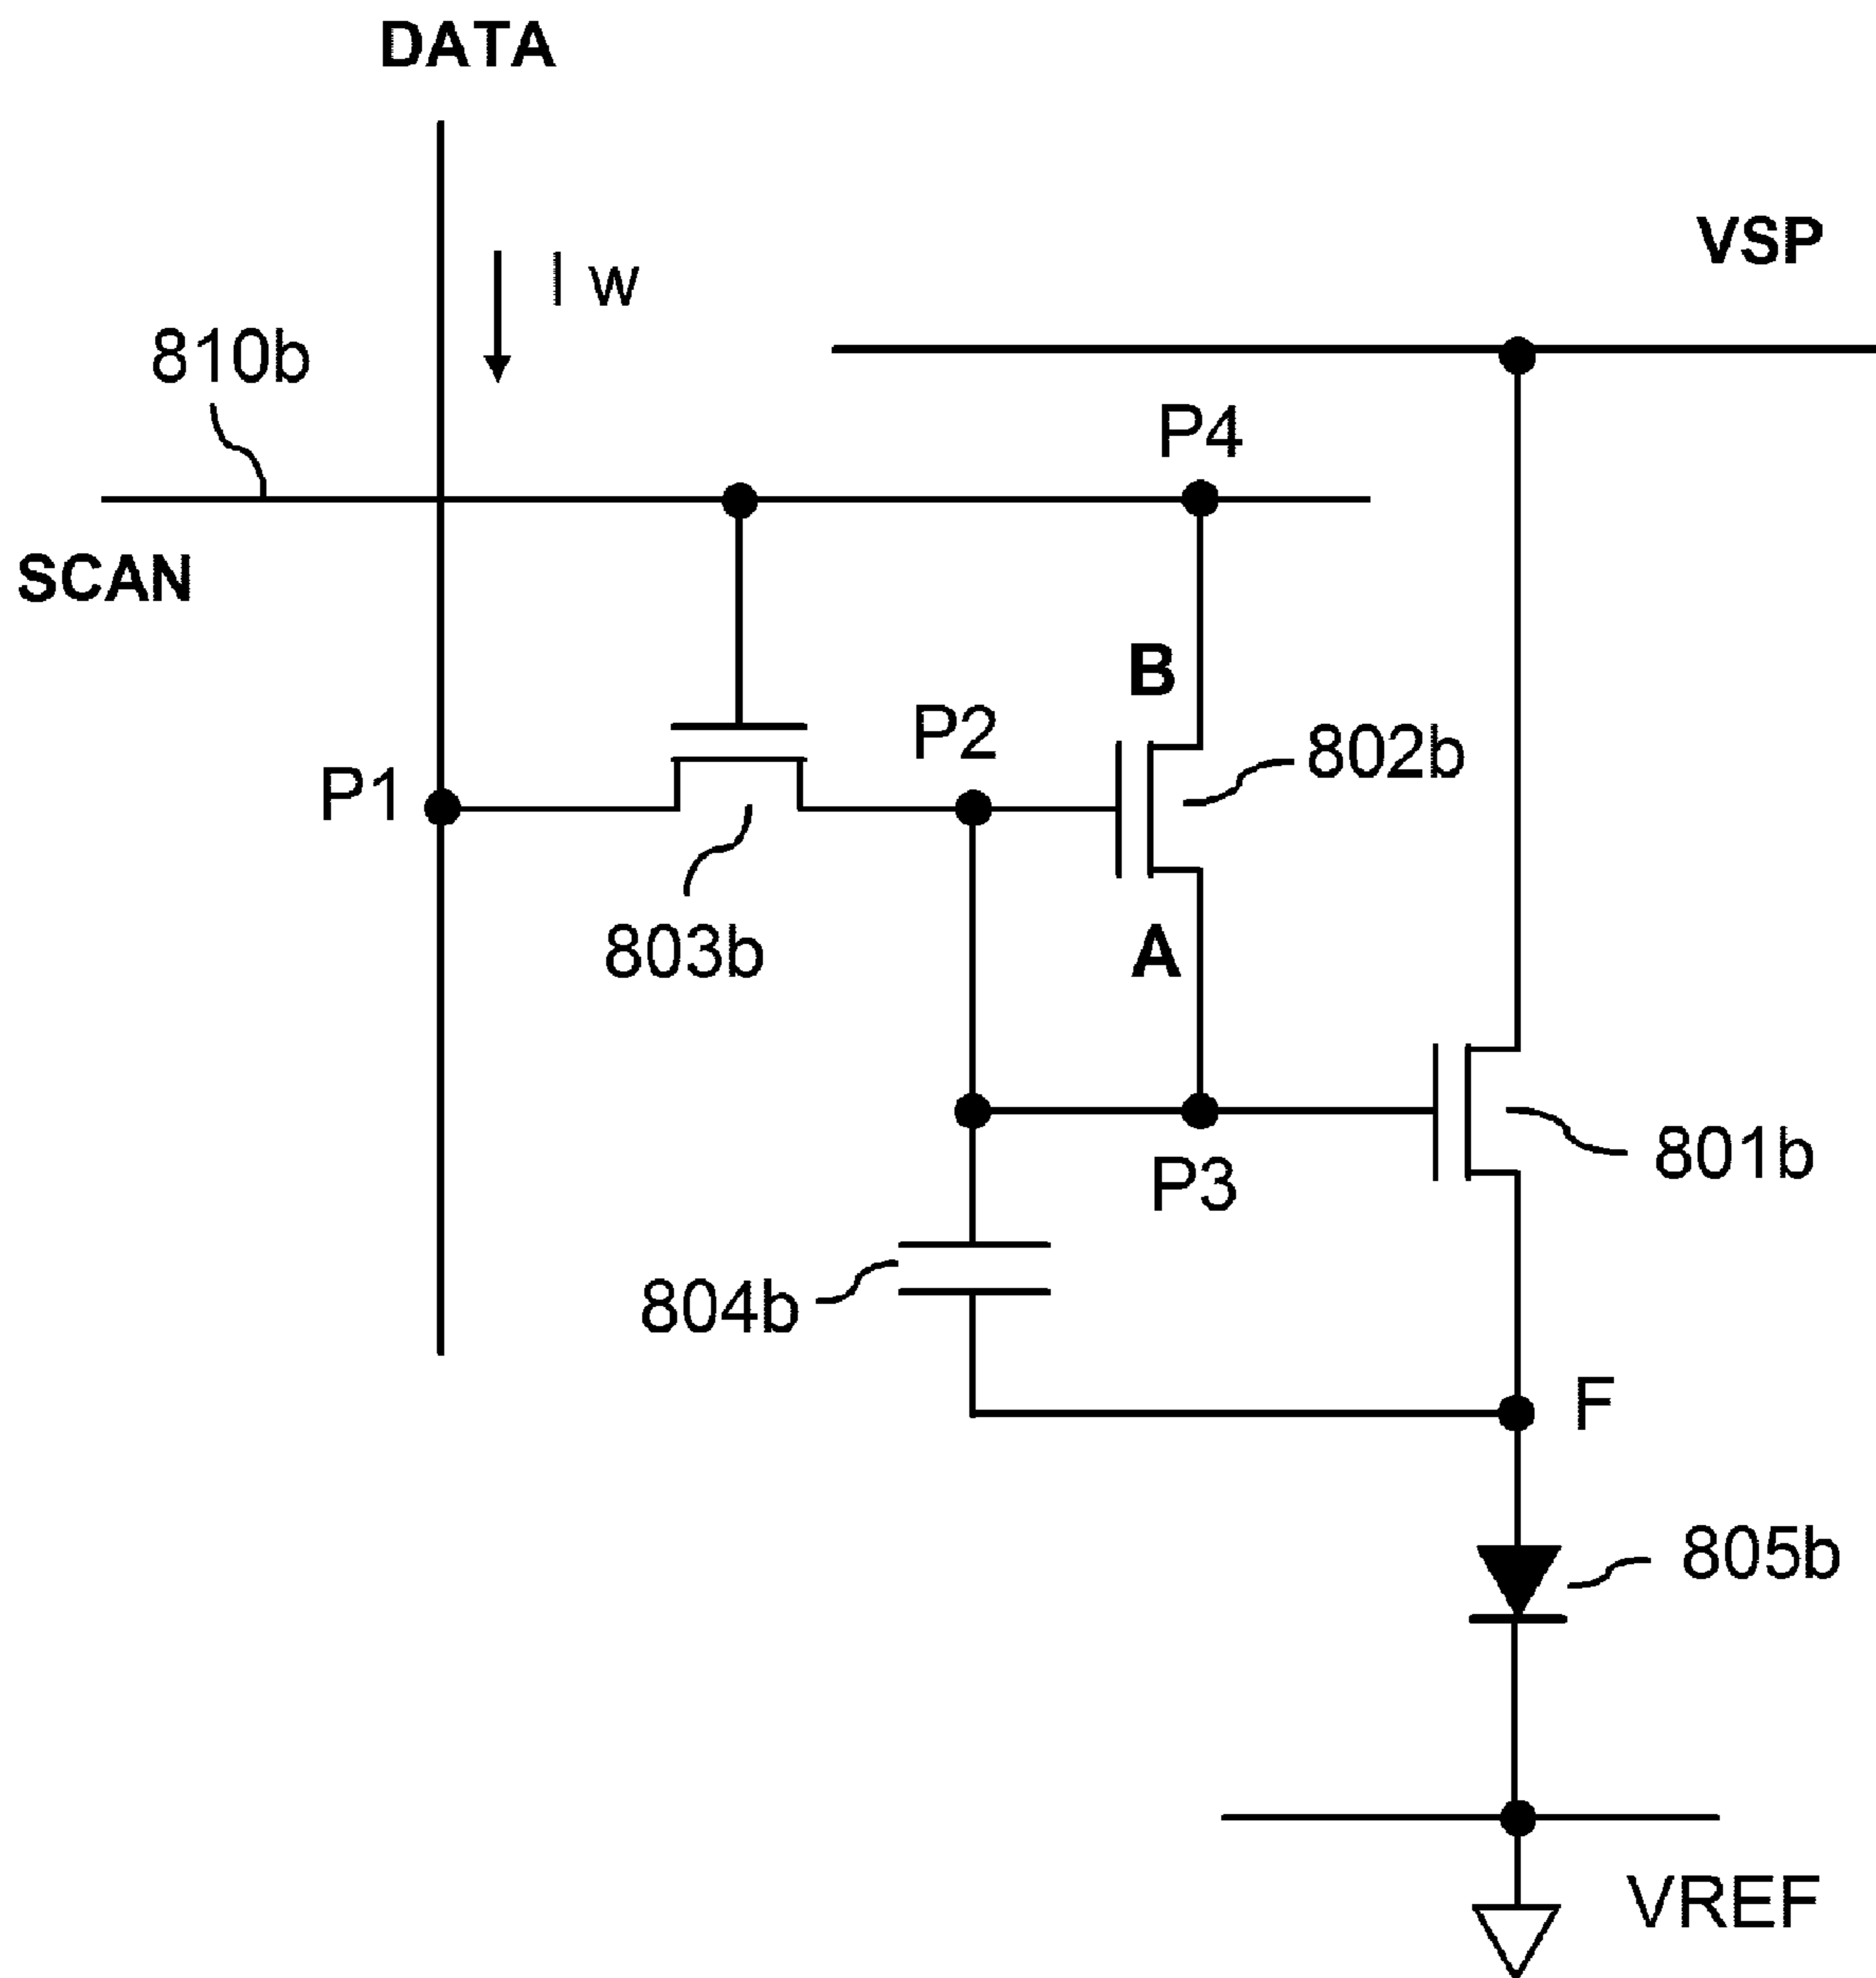 DATA
VSP
I w
810b
P4
SCAN
B
P2
802b
P1
803b
A
801b
P3
804b
F
805b
VREF